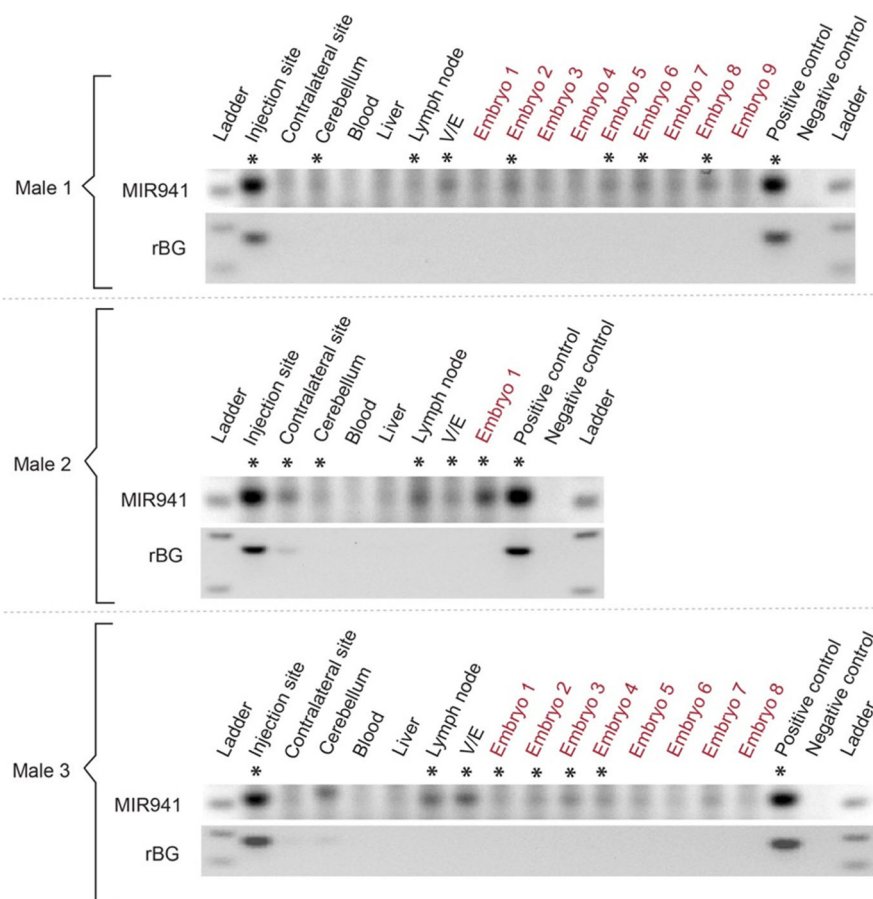 Ladder
Injection site
Contralateral site
Cerebellum
Blood
Liver
Lymph node
V/E
Embryo 1
Embryo 2
Embryo 3
Embryo 4
Embryo 5
Embryo 6
Embryo 7
Embryo 8
Embryo 9
Positive control
Negative control
Ladder
* * * * * * * * *
Male 1
MIR941
rBG
Ladder
Injection site
Contralateral site
Cerebellum
Blood
Liver
Lymph node
V/E
Embryo 1
Positive control
Negative control
Ladder
* * * * * * *
Male 2
MIR941
rBG
Ladder
Injection site
Contralateral site
Cerebellum
Blood
Liver
Lymph node
V/E
Embryo 1
Embryo 2
Embryo 3
Embryo 4
Embryo 5
Embryo 6
Embryo 7
Embryo 8
Positive control
Negative control
Ladder
* * * * * * * *
Male 3
MIR941
rBG